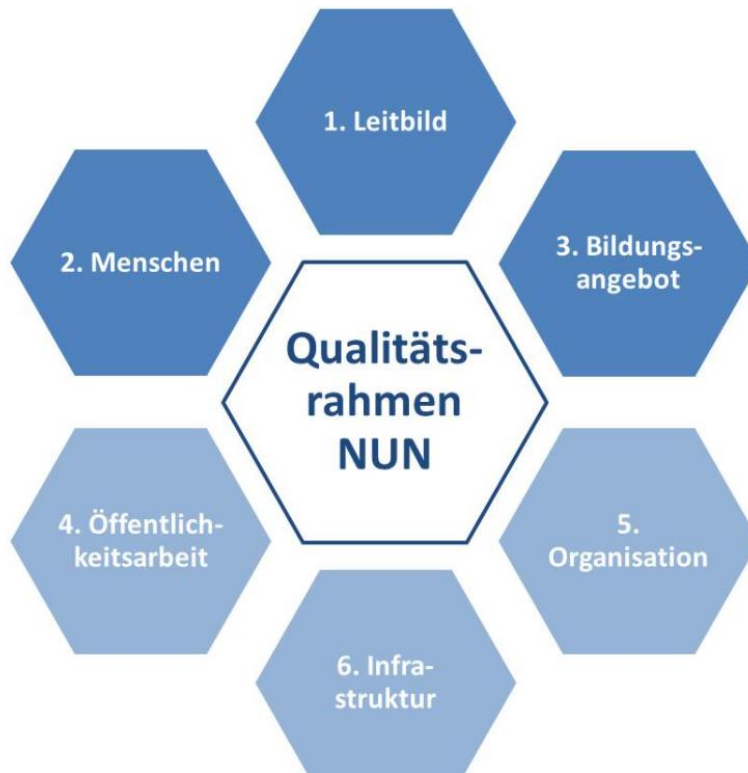 1. Leitbild
2. Menschen
3. Bildungs-
angebot
Qualitäts-
rahmen
NUN
4. Öffentlich-
keitsarbeit
5.
Organisation
6. Infra-
struktur